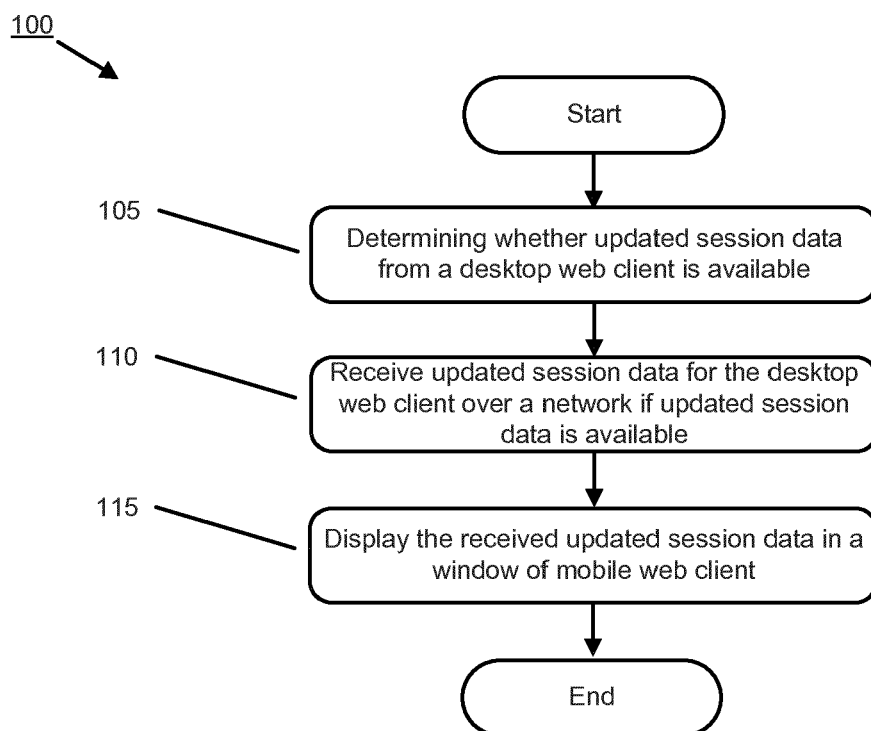 100
Start
105
Determining whether updated session data
from a desktop web client is available
110
Receive updated session data for the desktop
web client over a network if updated session
data is available
115
Display the received updated session data in a
window of mobile web client
End